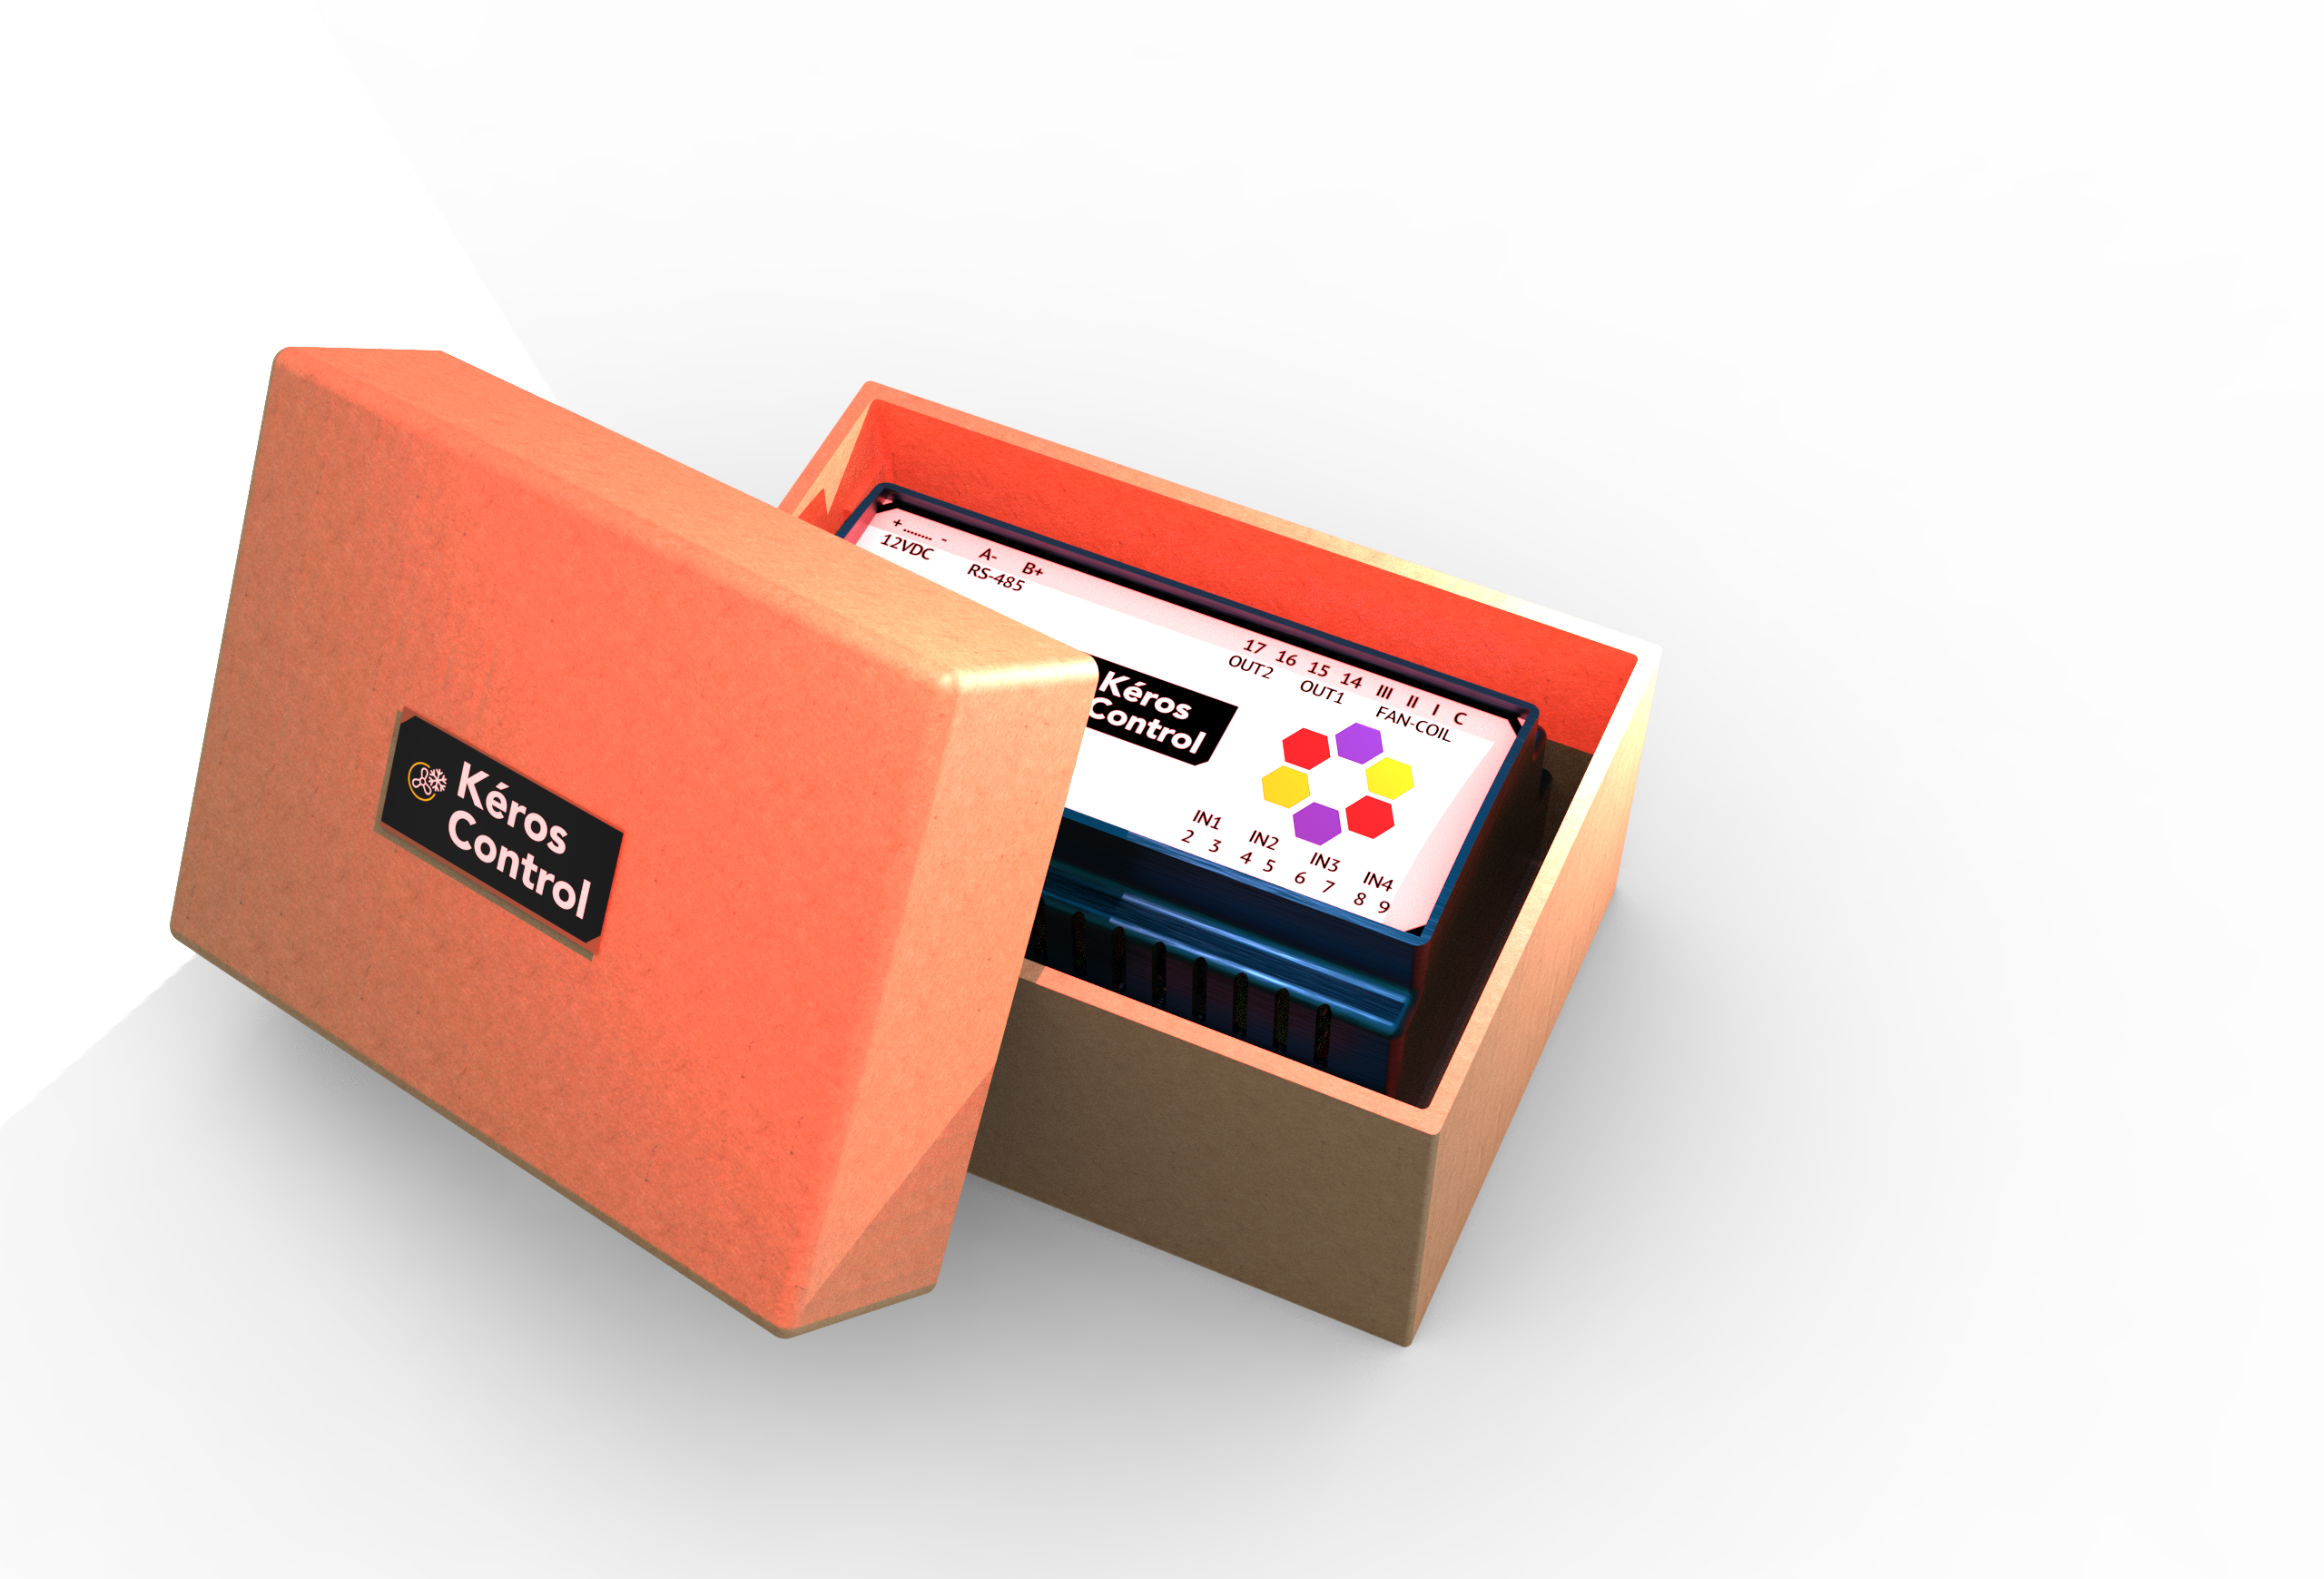 Kéros
Control
+ ........ -
12VDC
A- B+
RS-485
17 16 15 14 III II I C
OUT2 OUT1 FAN-COIL
Kéros
Control
IN1 IN2 IN3 IN4
2 3 4 5 6 7 8 9